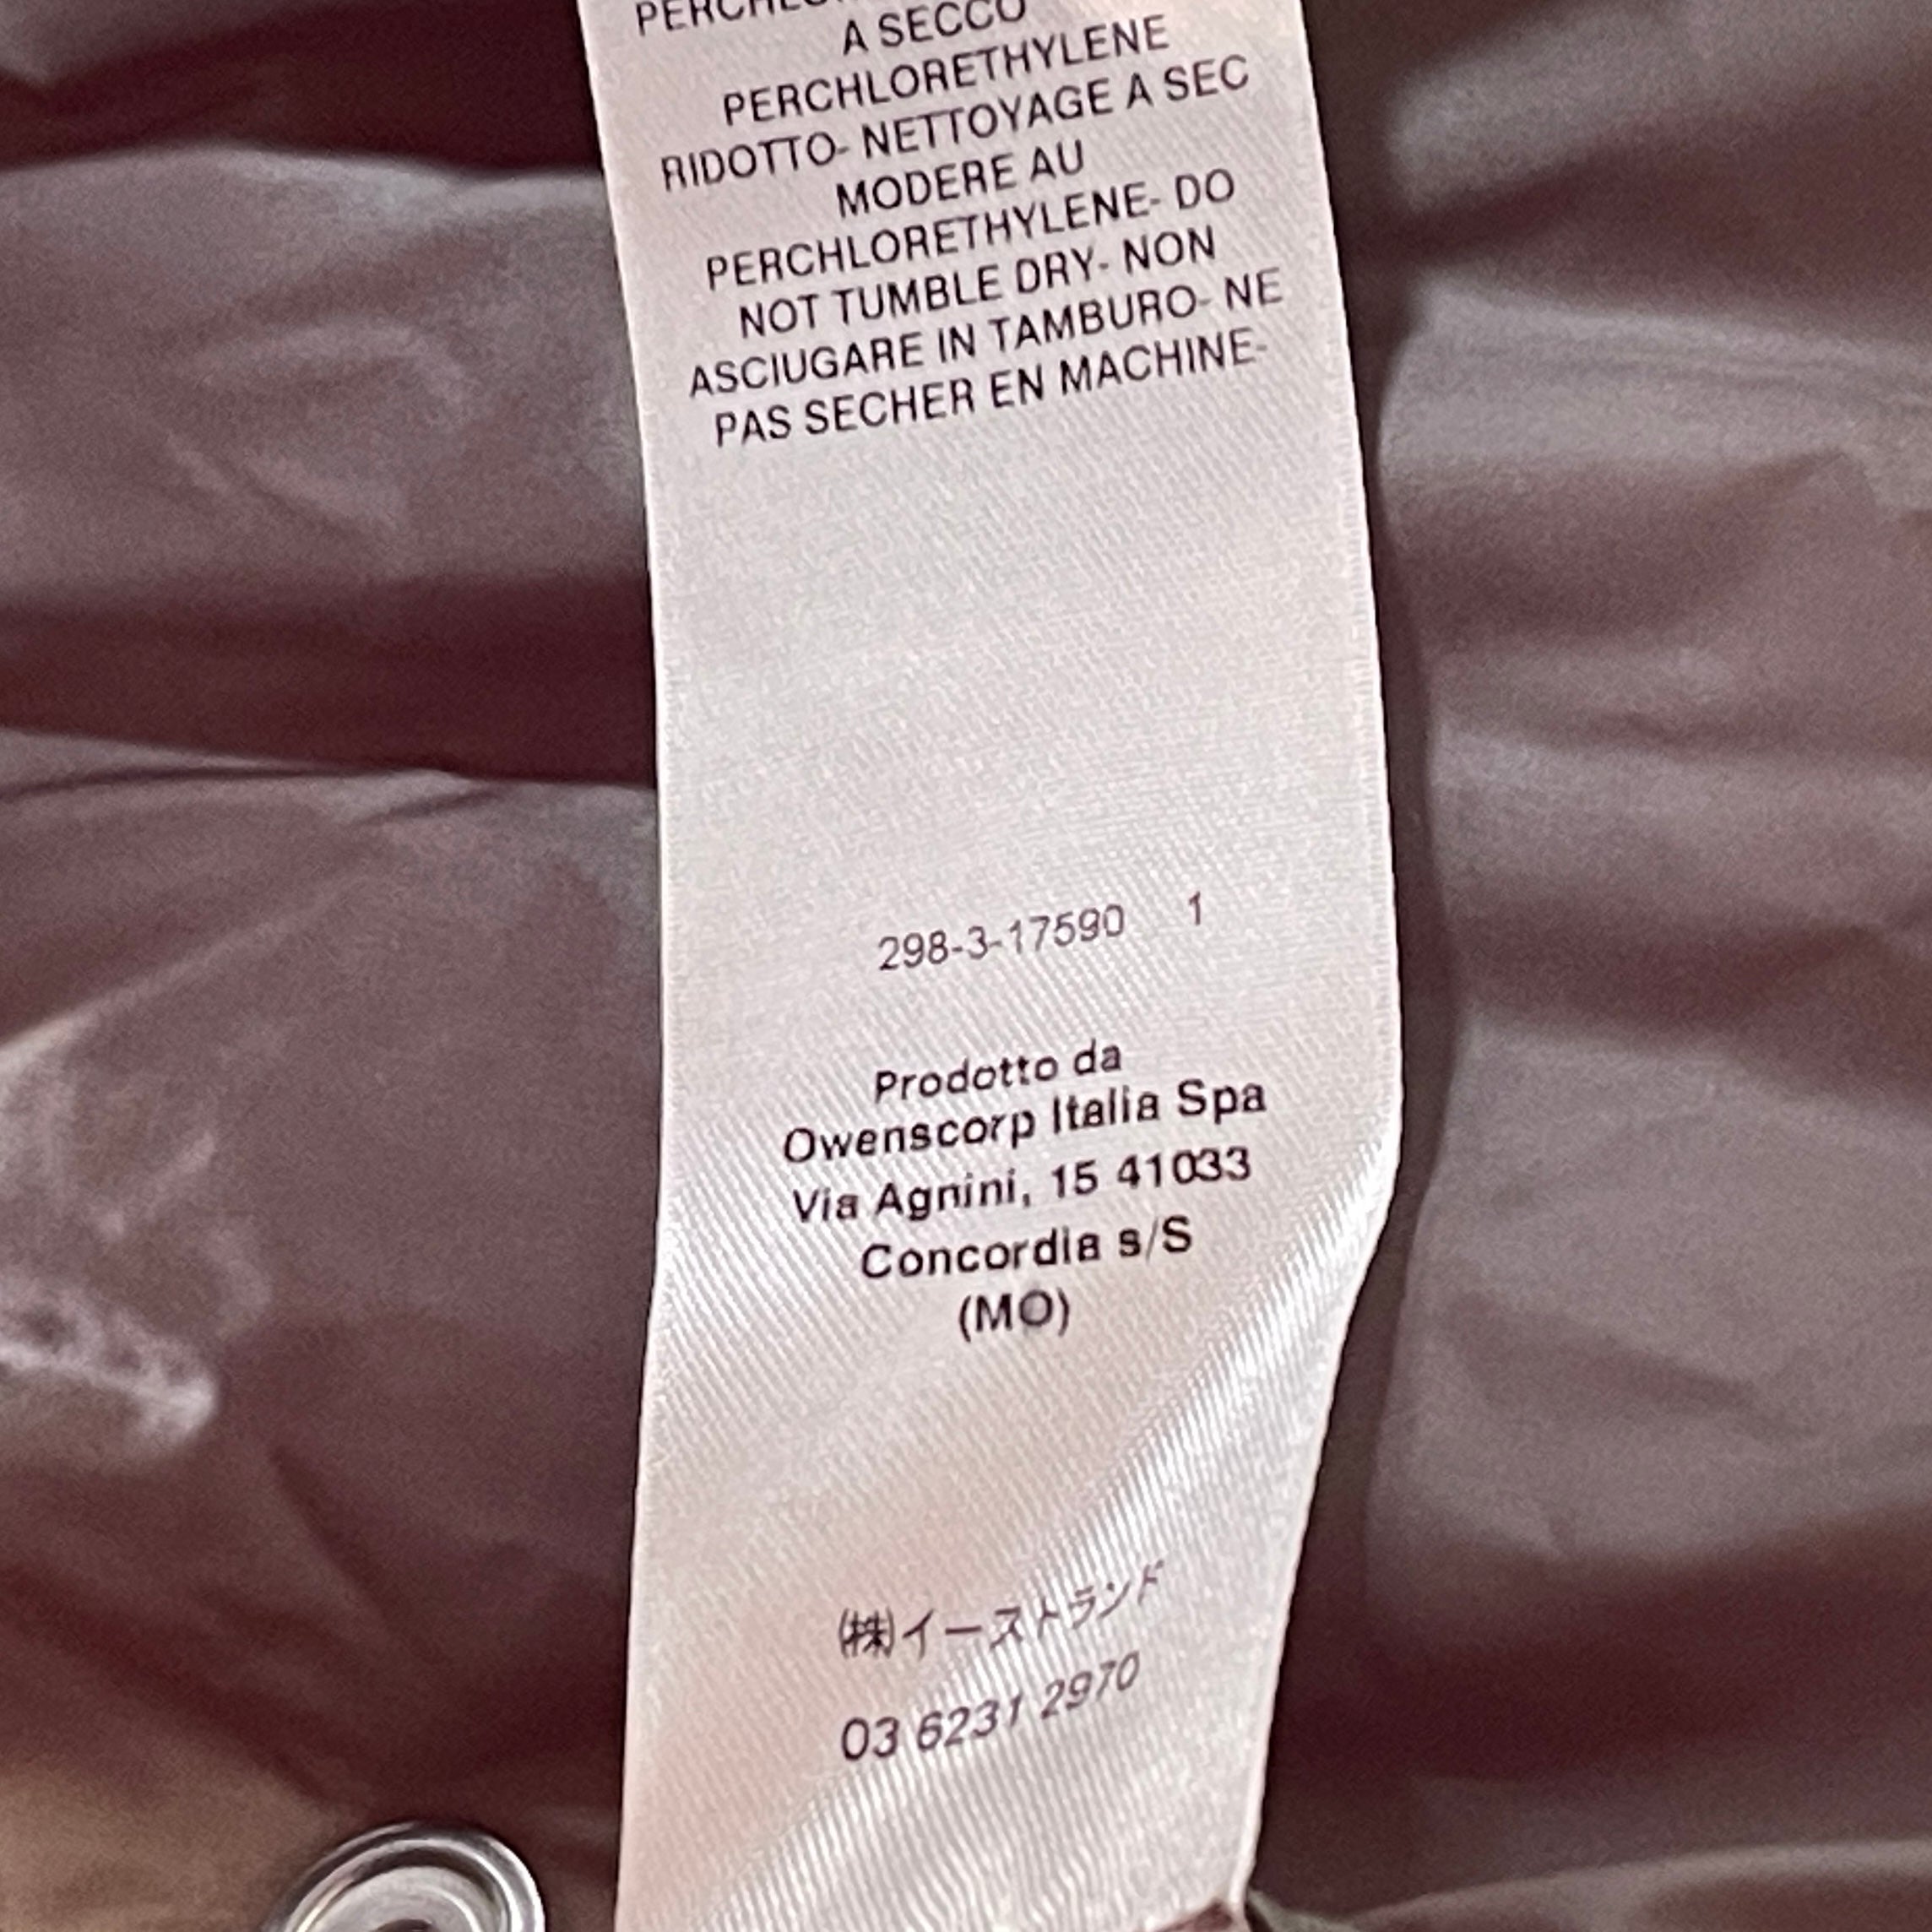 A SECCO
PERCHLORETHYLENE
RIDOTTO- NETTOYAGE A SEC
MODERE AU
PERCHLORETHYLENE- DO
NOT TUMBLE DRY- NON
ASCIUGARE IN TAMBURO- NE
PAS SECHER EN MACHINE-
298-3-17590 1
Prodotto da
Owenscorp Italia Spa
Via Agnini, 15 41033
Concordia s/S
(MO)
㈱イーストランド
03 6231 2970